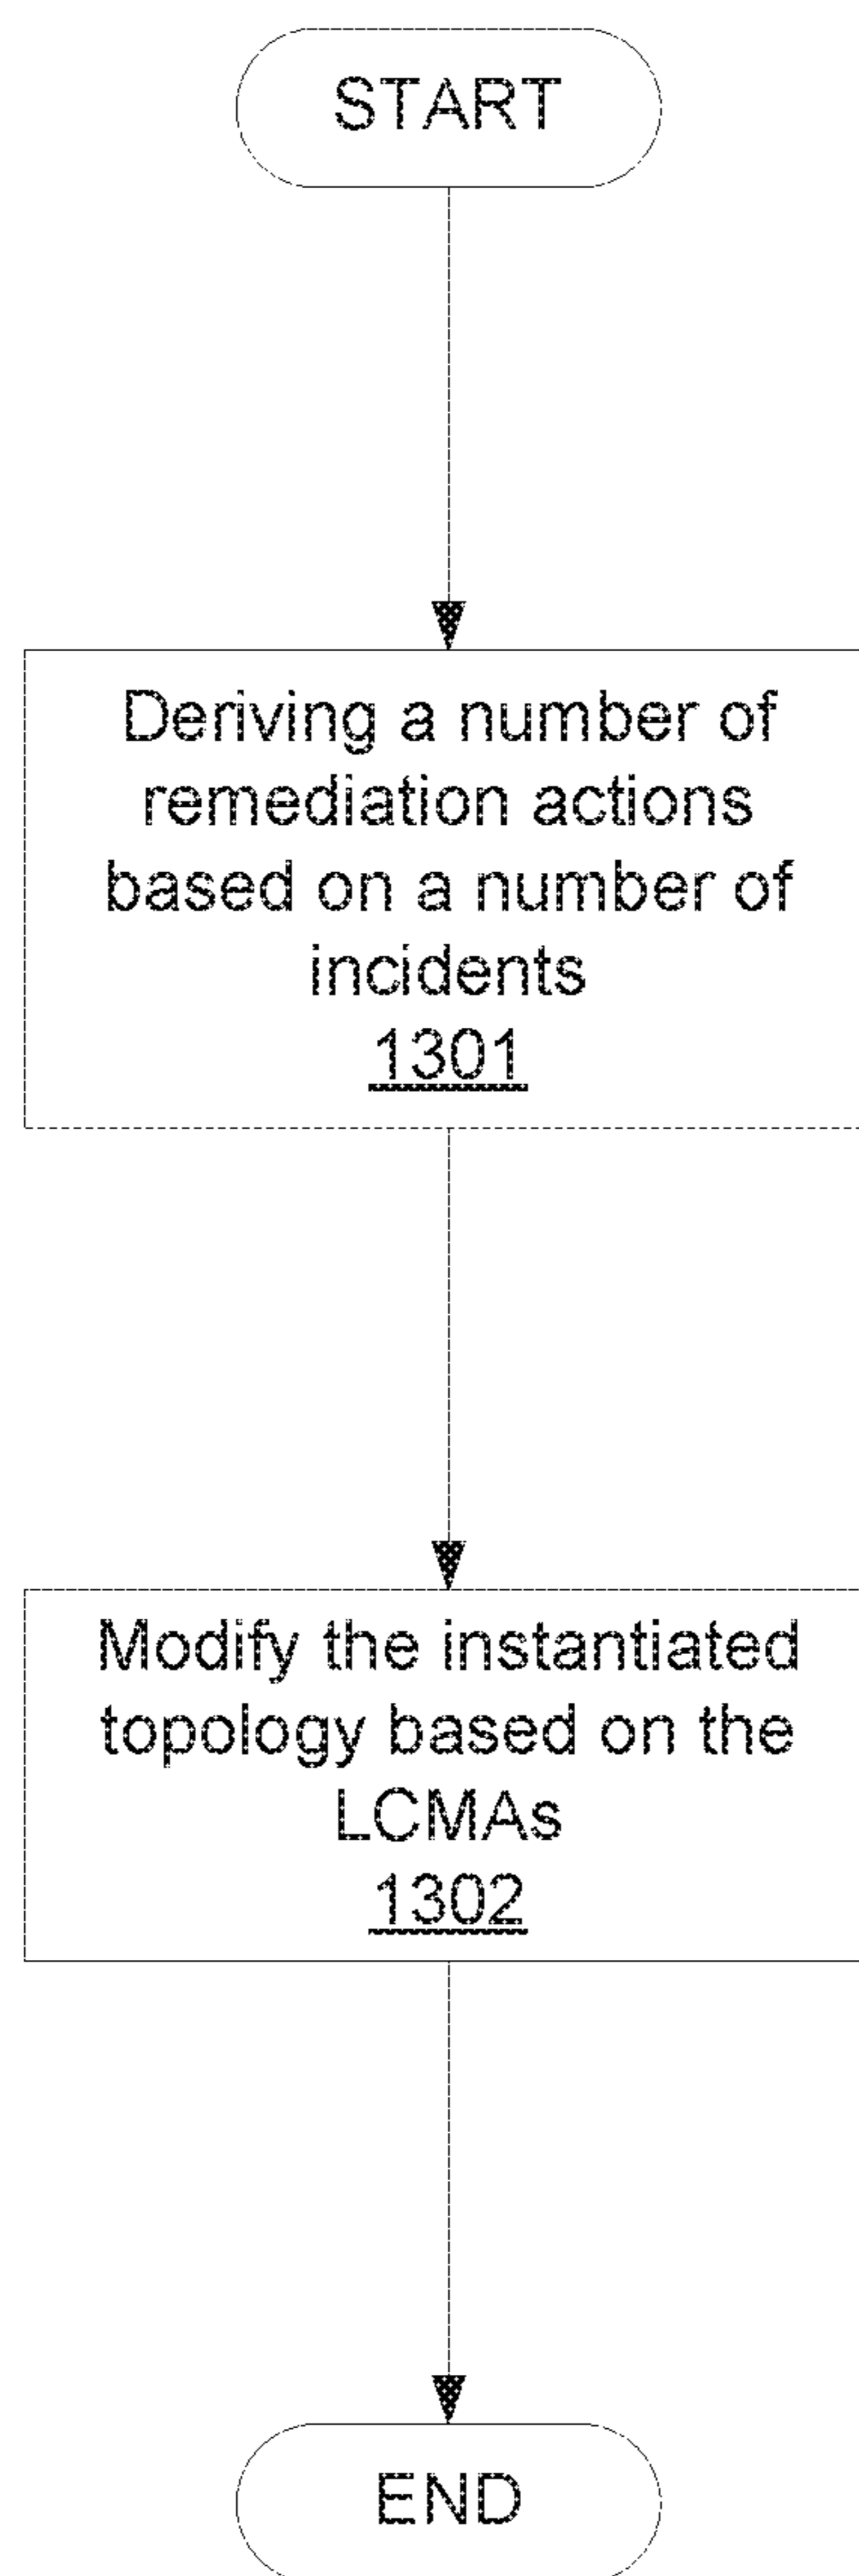 START
Deriving a number of
remediation actions
based on a number of
incidents
1301
Modify the instantiated
topology based on the
LCMAs
1302
END